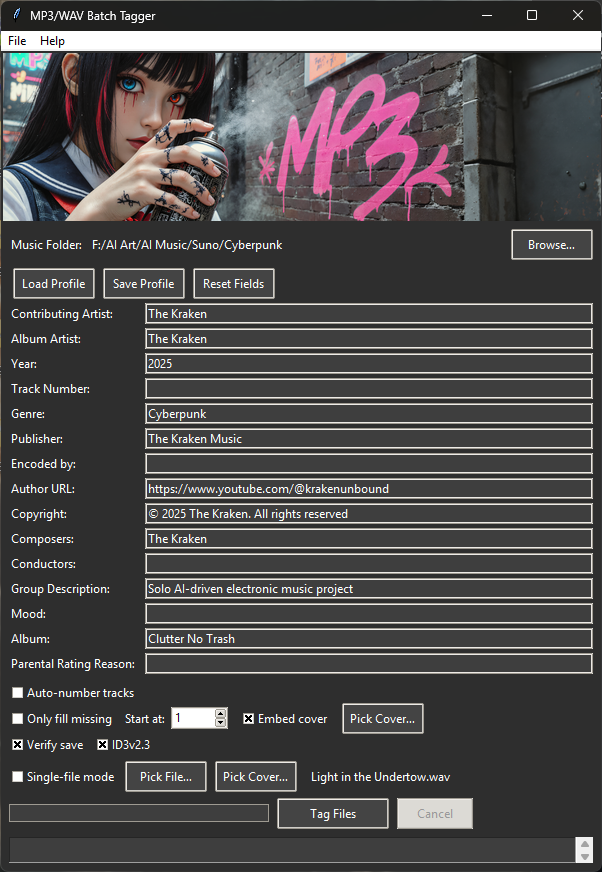 MP3/WAV Batch Tagger
File Help
MP3
Music Folder: F:/AI Art/AI Music/Suno/Cyberpunk Browse...
Load Profile Save Profile Reset Fields
Contributing Artist: The Kraken
Album Artist: The Kraken
Year: 2025
Track Number:
Genre: Cyberpunk
Publisher: The Kraken Music
Encoded by:
Author URL: https://www.youtube.com/@krakenunbound
Copyright: © 2025 The Kraken. All rights reserved
Composers: The Kraken
Conductors:
Group Description: Solo AI-driven electronic music project
Mood:
Album: Clutter No Trash
Parental Rating Reason:
Auto-number tracks
Only fill missing Start at: 1 Embed cover Pick Cover...
Verify save ID3v2.3
Single-file mode Pick File... Pick Cover... Light in the Undertow.wav
Tag Files Cancel